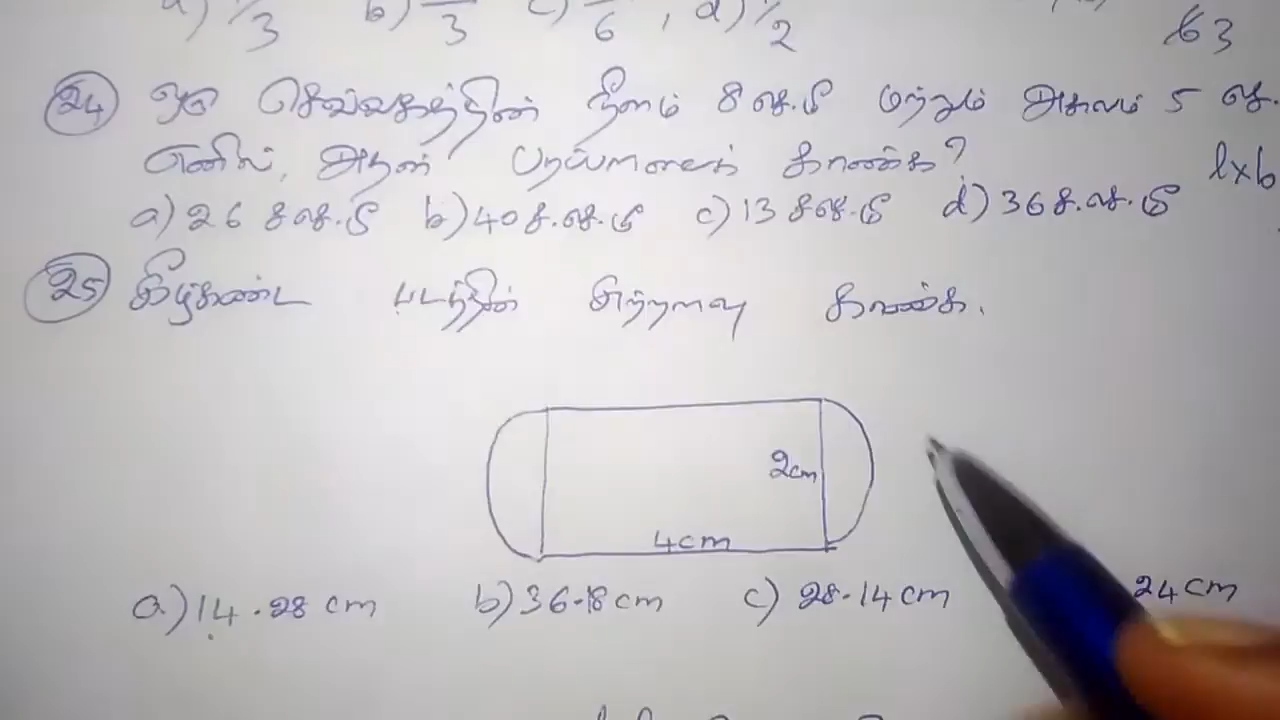 a) 1/3 b) /3 c) /6 , d) 1/2
63
24 ஒரு செவ்வகத்தின் நீளம் 8 செ.மீ மற்றும் அகலம் 5 செ.
எனில், அதன் பரப்பளவைக் காண்க?
l×b
a) 26 ச செ.மீ b) 40 ச.செ.மீ c) 13 ச செ.மீ d) 36 ச.செ.மீ
25 கீழ்கண்ட படத்தின் சுற்றளவு காண்க.
2cm
4cm
a) 14.28 cm b) 36.18 cm c) 28.14 cm 24 cm